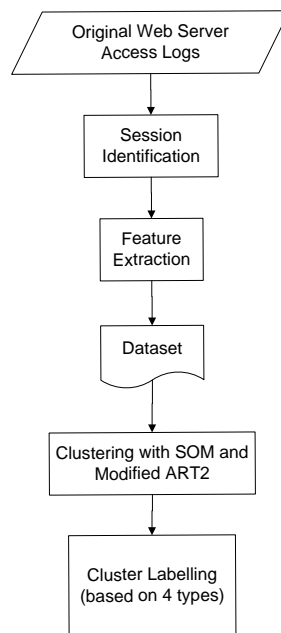 Original Web Server
Access Logs
Session
Identification
Feature
Extraction
Dataset
Clustering with SOM and
Modified ART2
Cluster Labelling
(based on 4 types)